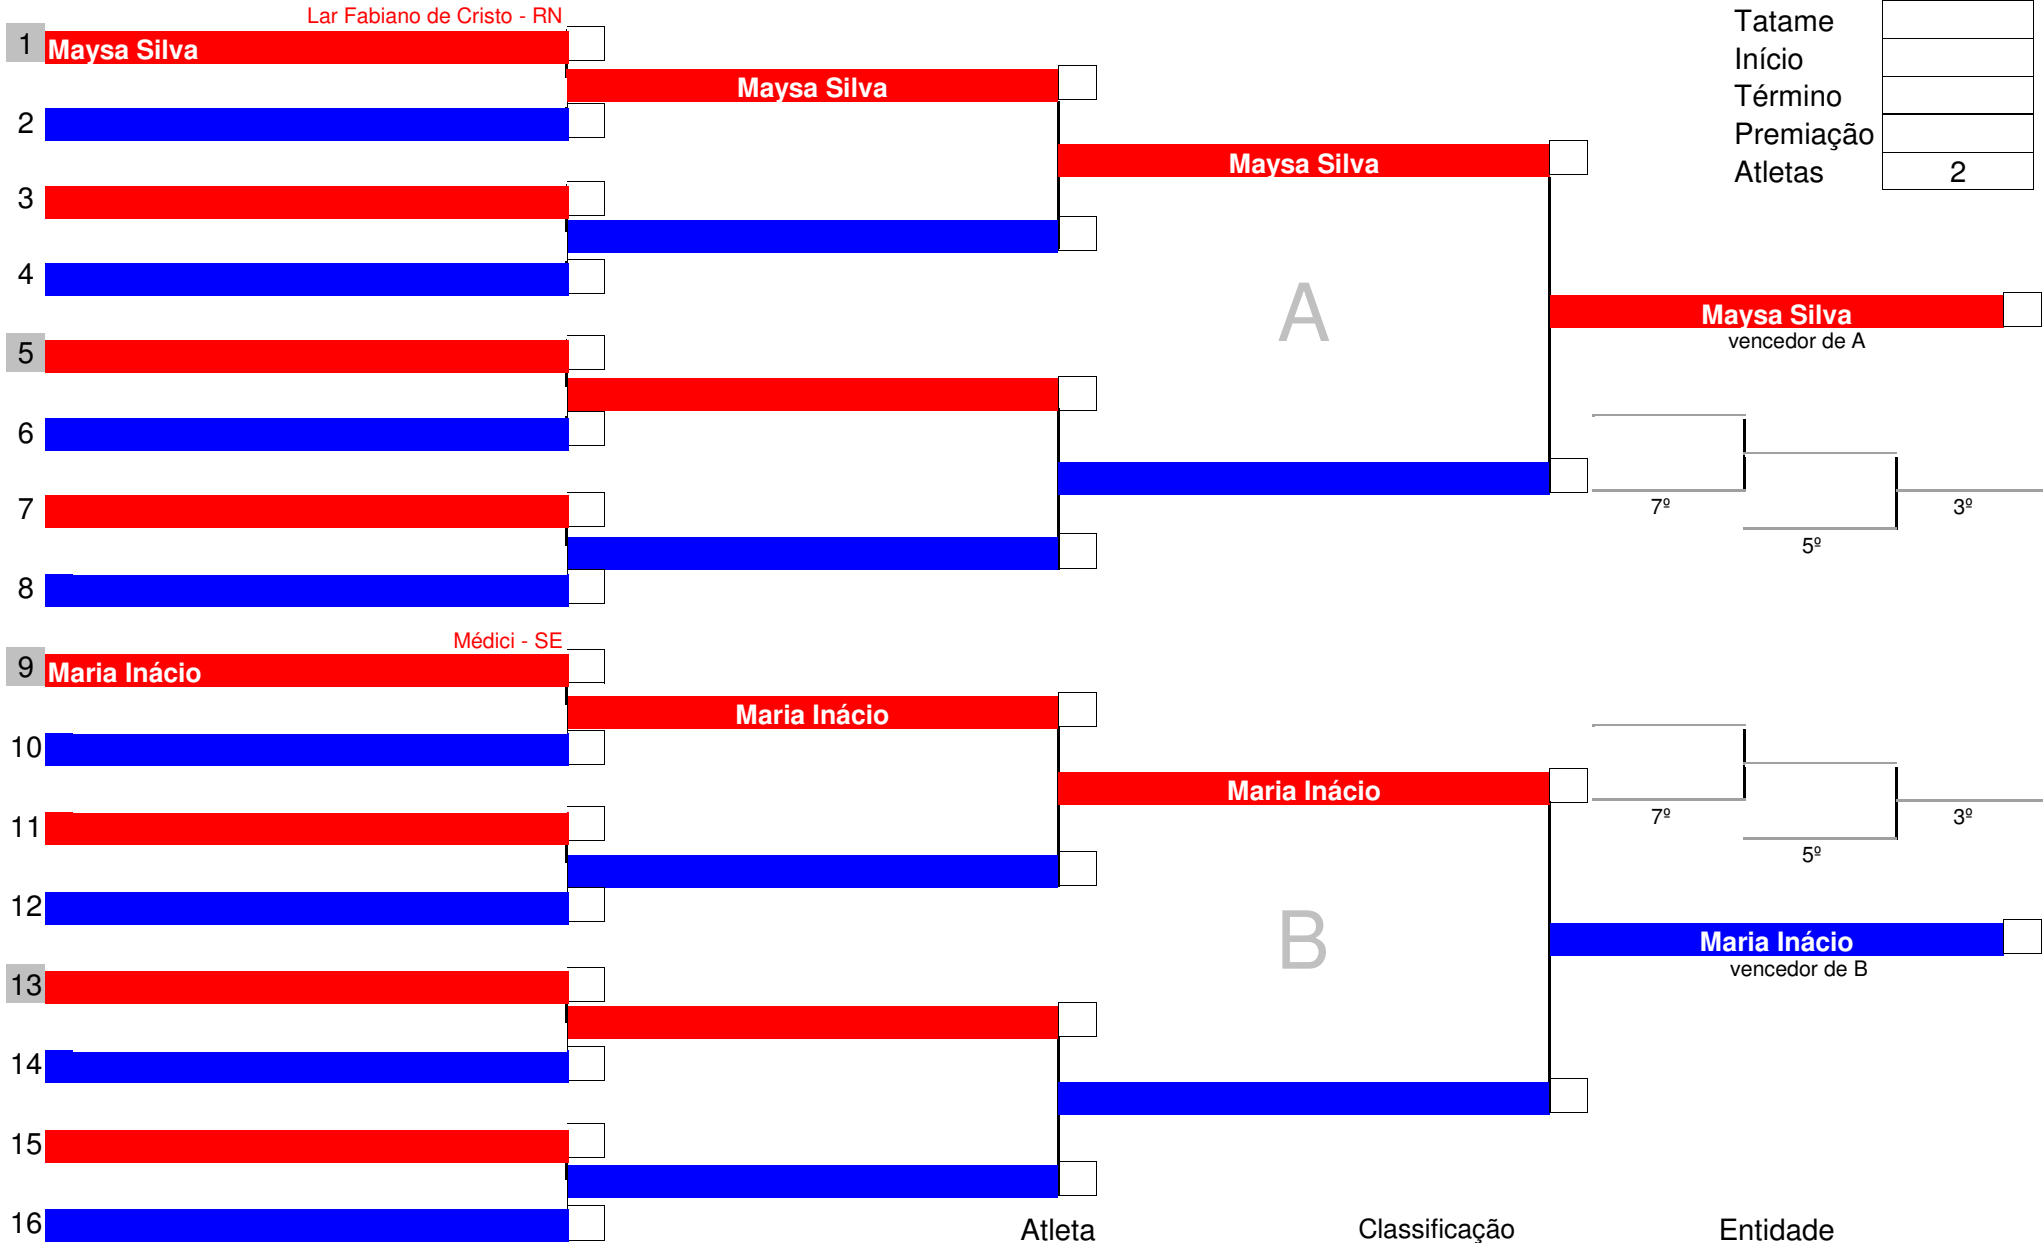 Lar Fabiano de Cristo - RN
Tatame
1 Maysa Silva
Início
Maysa Silva
Término
2
Premiação
Maysa Silva
Atletas 2
3
4
A
Maysa Silva
vencedor de A
5
6
7
7º 3º
5º
8
Médici - SE
9 Maria Inácio
Maria Inácio
10
Maria Inácio
7º 3º
11
5º
12
B
Maria Inácio
vencedor de B
13
14
15
16
Atleta Classificação Entidade